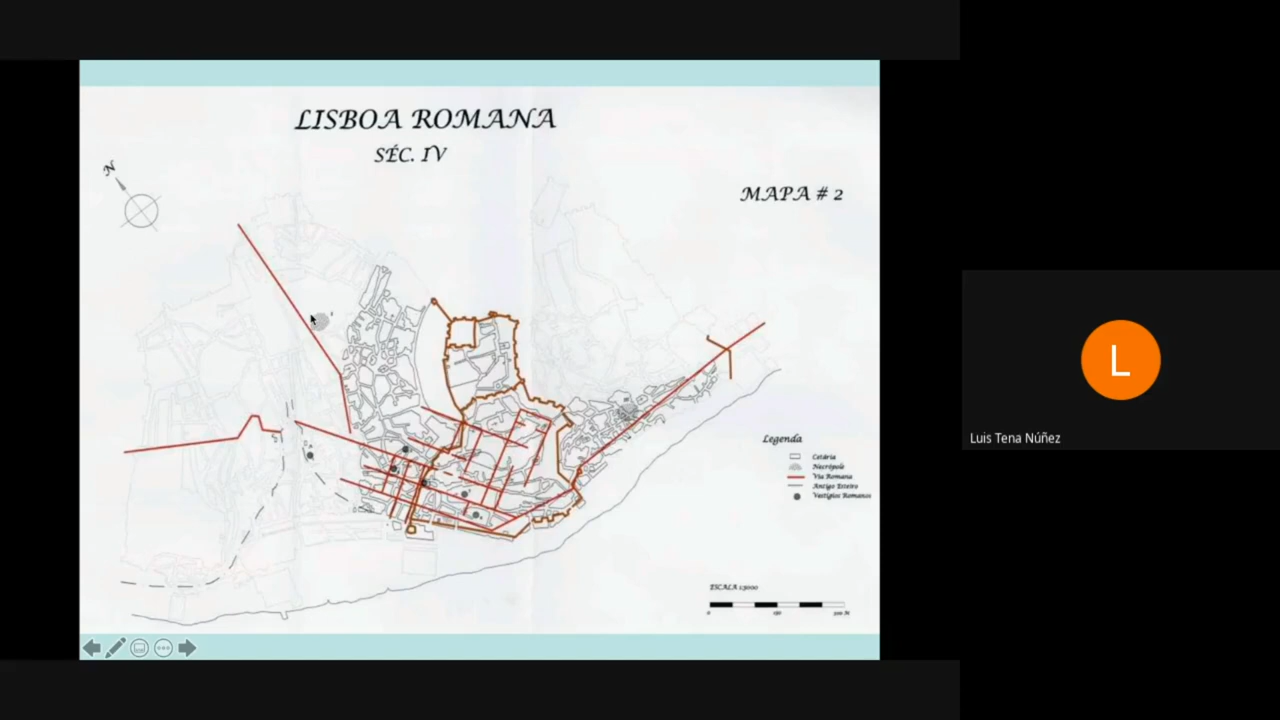 LISBOA ROMANA
SÉC. IV
MAPA # 2
N
Legenda
Cetária
Necrópole
Via Romana
Antigo Esteiro
Vestígios Romanos
ESCALA 1:5000
0
L
Luis Tena Núñez